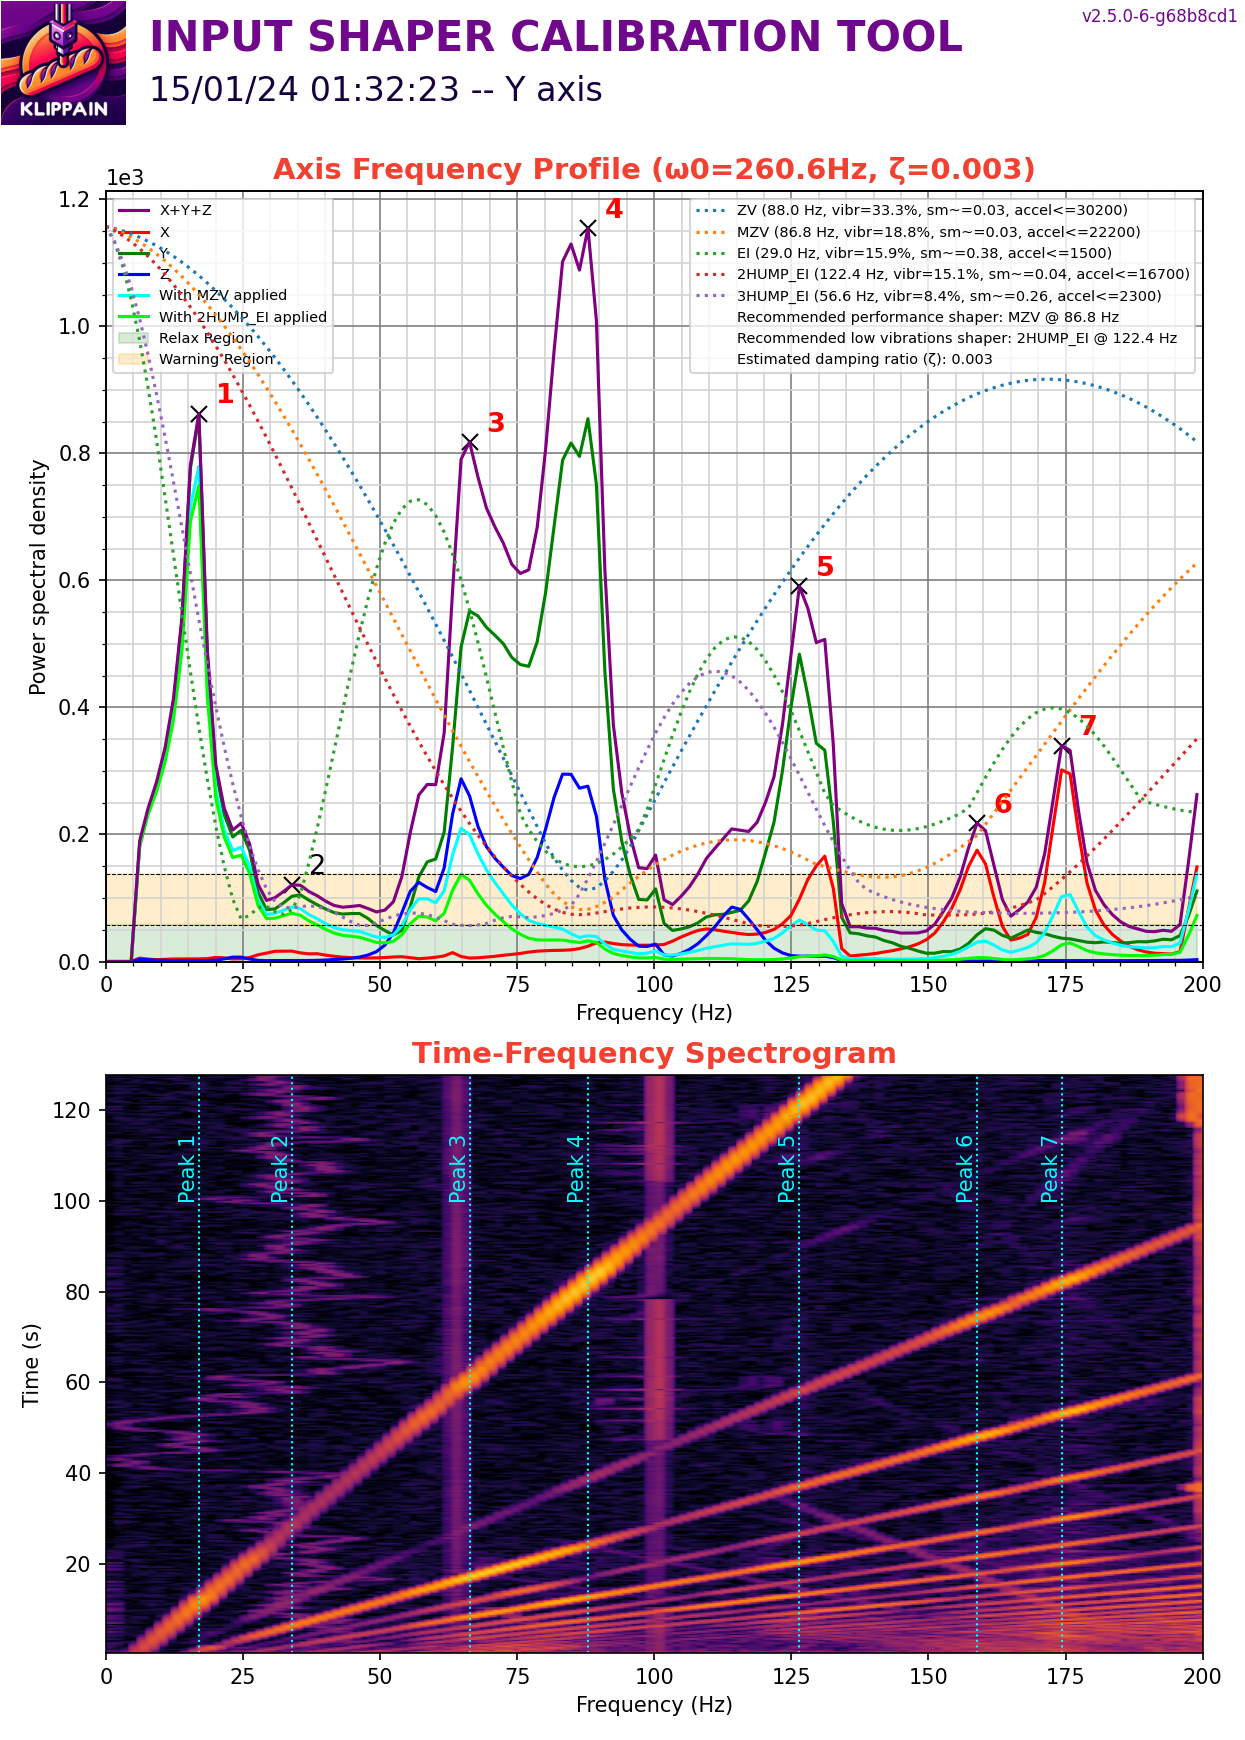 v2.5.0-6-g68b8cd1
INPUT SHAPER CALIBRATION TOOL
15/01/24 01:32:23 -- Y axis
KLIPPAIN
Axis Frequency Profile (ω0=260.6Hz, ζ=0.003)
1e3
X+Y+Z
X
Y
Z
With MZV applied
With 2HUMP_EI applied
Relax Region
Warning Region
ZV (88.0 Hz, vibr=33.3%, sm~=0.03, accel<=30200)
MZV (86.8 Hz, vibr=18.8%, sm~=0.03, accel<=22200)
EI (29.0 Hz, vibr=15.9%, sm~=0.38, accel<=1500)
2HUMP_EI (122.4 Hz, vibr=15.1%, sm~=0.04, accel<=16700)
3HUMP_EI (56.6 Hz, vibr=8.4%, sm~=0.26, accel<=2300)
Recommended performance shaper: MZV @ 86.8 Hz
Recommended low vibrations shaper: 2HUMP_EI @ 122.4 Hz
Estimated damping ratio (ζ): 0.003
1
2
3
4
5
6
7
Power spectral density
1.2
1.0
0.8
0.6
0.4
0.2
0.0
0 25 50 75 100 125 150 175 200
Frequency (Hz)
Time-Frequency Spectrogram
Time (s)
120
100
80
60
40
20
Peak 1
Peak 2
Peak 3
Peak 4
Peak 5
Peak 6
Peak 7
0 25 50 75 100 125 150 175 200
Frequency (Hz)